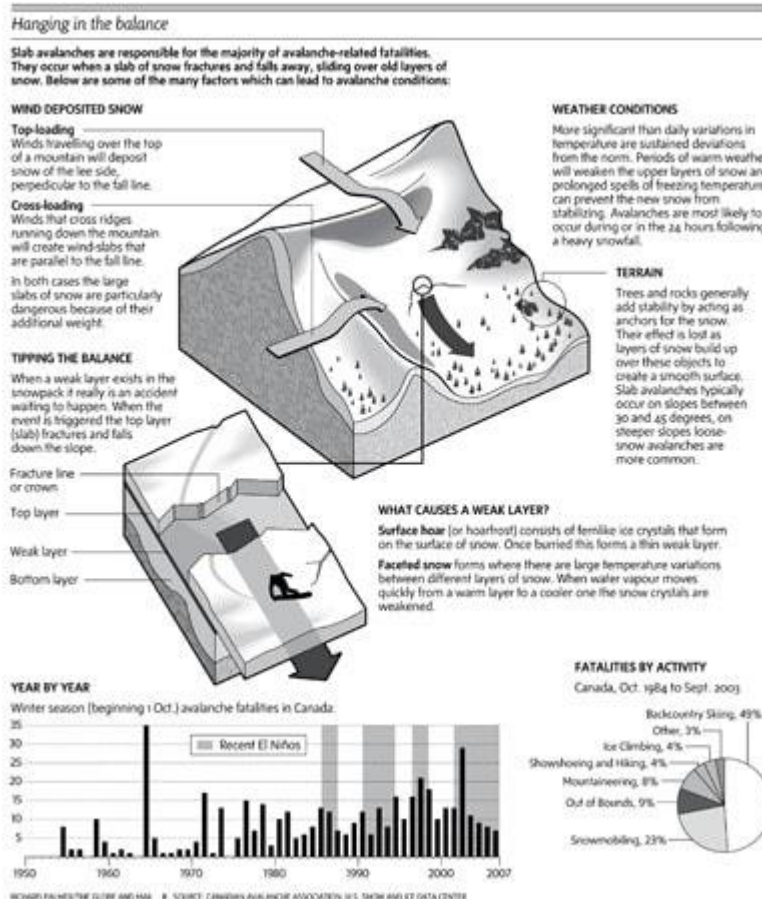 Hanging in the balance
Slab avalanches are responsible for the majority of avalanche-related fatailities.
They occur when a slab of snow fractures and falls away, sliding over old layers of
snow. Below are some of the many factors which can lead to avalanche conditions:
WIND DEPOSITED SNOW
Top-loading
Winds travelling over the top
of a mountain will deposit
snow of the lee side,
perpedicular to the fall line.
Cross-loading
Winds that cross ridges
running down the mountain
will create wind-slabs that
are parallel to the fall line.
In both cases the large
slabs of snow are particularly
dangerous because of their
additional weight.
TIPPING THE BALANCE
When a weak layer exists in the
snowpack it really is an accident
waiting to happen. When the
event is triggered the top layer
(slab) fractures and falls
down the slope.
Fracture line
or crown
Top layer
Weak layer
Bottom layer
WEATHER CONDITIONS
More significant than daily variations in
temperature are sustained deviations
from the norm. Periods of warm weathe
will weaken the upper layers of snow an
prolonged spells of freezing temperature
can prevent the new snow from
stabilizing. Avalanches are most likely to
occur during or in the 24 hours following
a heavy snowfall.
TERRAIN
Trees and rocks generally
add stability by acting as
anchors for the snow.
Their effect is lost as
layers of snow build up
over these objects to
create a smooth surface.
Slab avalanches typically
occur on slopes between
30 and 45 degrees, on
steeper slopes loose-
snow avalanches are
more common.
WHAT CAUSES A WEAK LAYER?
Surface hoar (or hoarfrost) consists of fernlike ice crystals that form
on the surface of snow. Once burried this forms a thin weak layer.
Faceted snow forms where there are large temperature variations
between different layers of snow. When water vapour moves
quickly from a warm layer to a cooler one the snow crystals are
weakened.
YEAR BY YEAR
Winter season (beginning 1 Oct.) avalanche fatalities in Canada
35
30
25
20
15
10
5
Recent El Niños
1950 1960 1970 1980 1990 2000 2007
FATALITIES BY ACTIVITY
Canada, Oct. 1984 to Sept. 2003
Backcountry Skiing, 49%
Other, 3%
Ice Climbing, 4%
Showshoeing and Hiking, 4%
Mountaineering, 8%
Out of Bounds, 9%
Snowmobiling, 23%
RICHARD PALMER/THE GLOBE AND MAIL SOURCE: CANADIAN AVALANCHE ASSOCIATION; U.S. SNOW AND ICE DATA CENTER